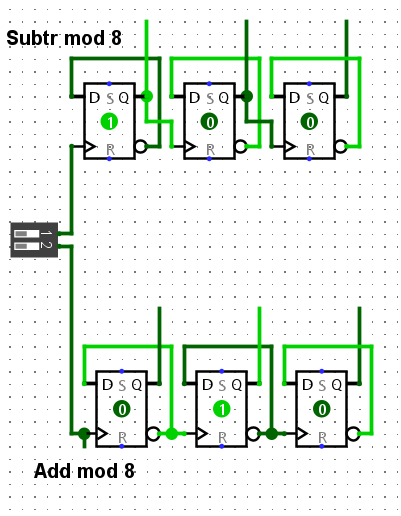 Subtr mod 8
D S Q D S Q D S Q
1 0 0
R R R
1
2
D S Q D S Q D S Q
0 1 0
R R R
Add mod 8